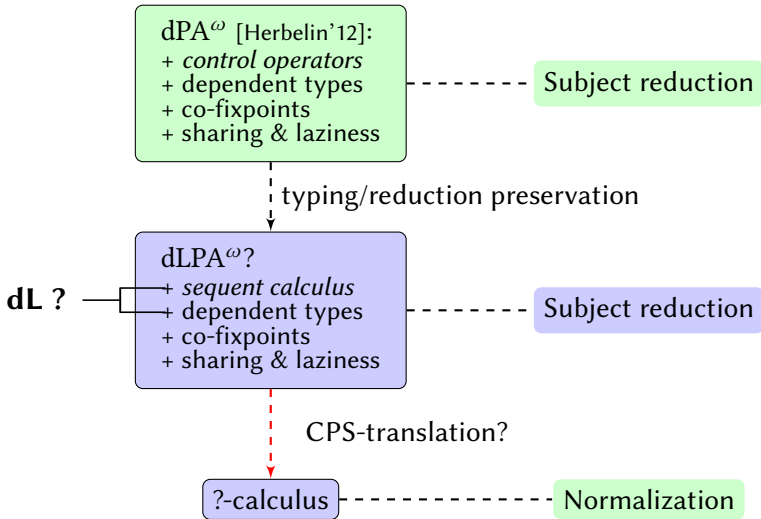 dPA^ω [Herbelin’12]:
+ control operators
+ dependent types
+ co-fixpoints
+ sharing & laziness
Subject reduction
typing/reduction preservation
dLPA^ω?
+ sequent calculus
+ dependent types
+ co-fixpoints
+ sharing & laziness
dL ?
Subject reduction
CPS-translation?
?-calculus
Normalization